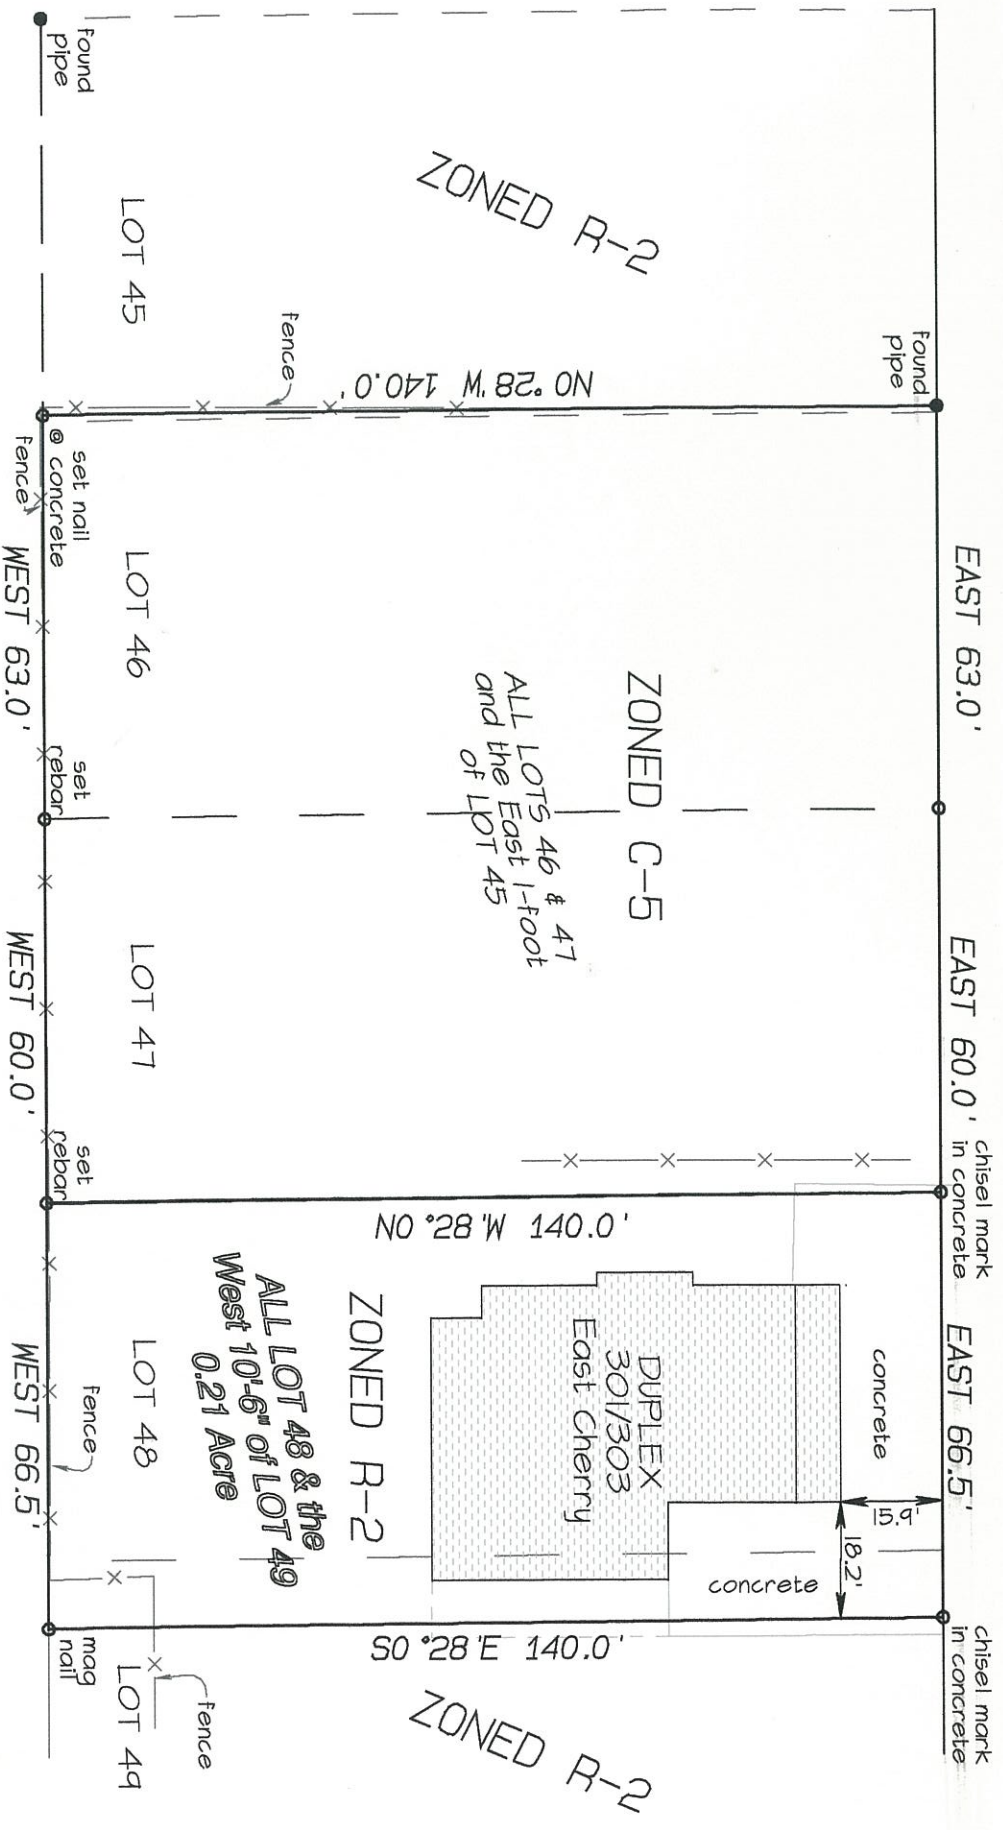 found
pipe
ZONED R-2
LOT 45
fence
N0°28'W 140.0'
found
pipe
EAST 63.0'
EAST 60.0'
chisel mark
in concrete
EAST 66.5'
chisel mark
in concrete
ZONED C-5
ALL LOTS 46 & 47
and the East 1-foot
of LOT 45
set nail
@ concrete
fence
LOT 46
WEST 63.0'
set
rebar
LOT 47
WEST 60.0'
set
rebar
N0°28'W 140.0'
concrete
15.9'
18.2'
concrete
DUPLEX
301/303
East Cherry
ZONED R-2
ALL LOT 48 & the
West 10'-6" of LOT 49
0.21 Acre
LOT 48
fence
WEST 66.5'
S0°28'E 140.0'
mag
nail
LOT 49
fence
ZONED R-2